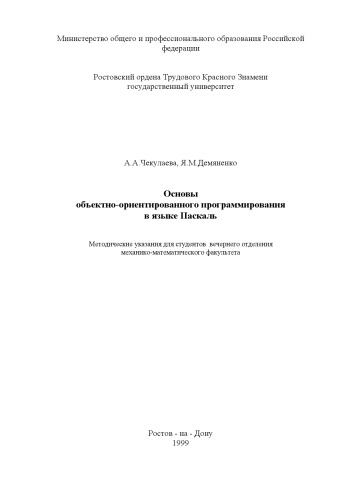 Министерство общего и профессионального образования Российской
федерации
Ростовский ордена Трудового Красного Знамени
государственный университет
А.А.Чекулаева, Я.М.Демяненко
Основы
объектно-ориентированного программирования
в языке Паскаль
Методические указания для студентов вечернего отделения
механико-математического факультета
Ростов - на - Дону
1999